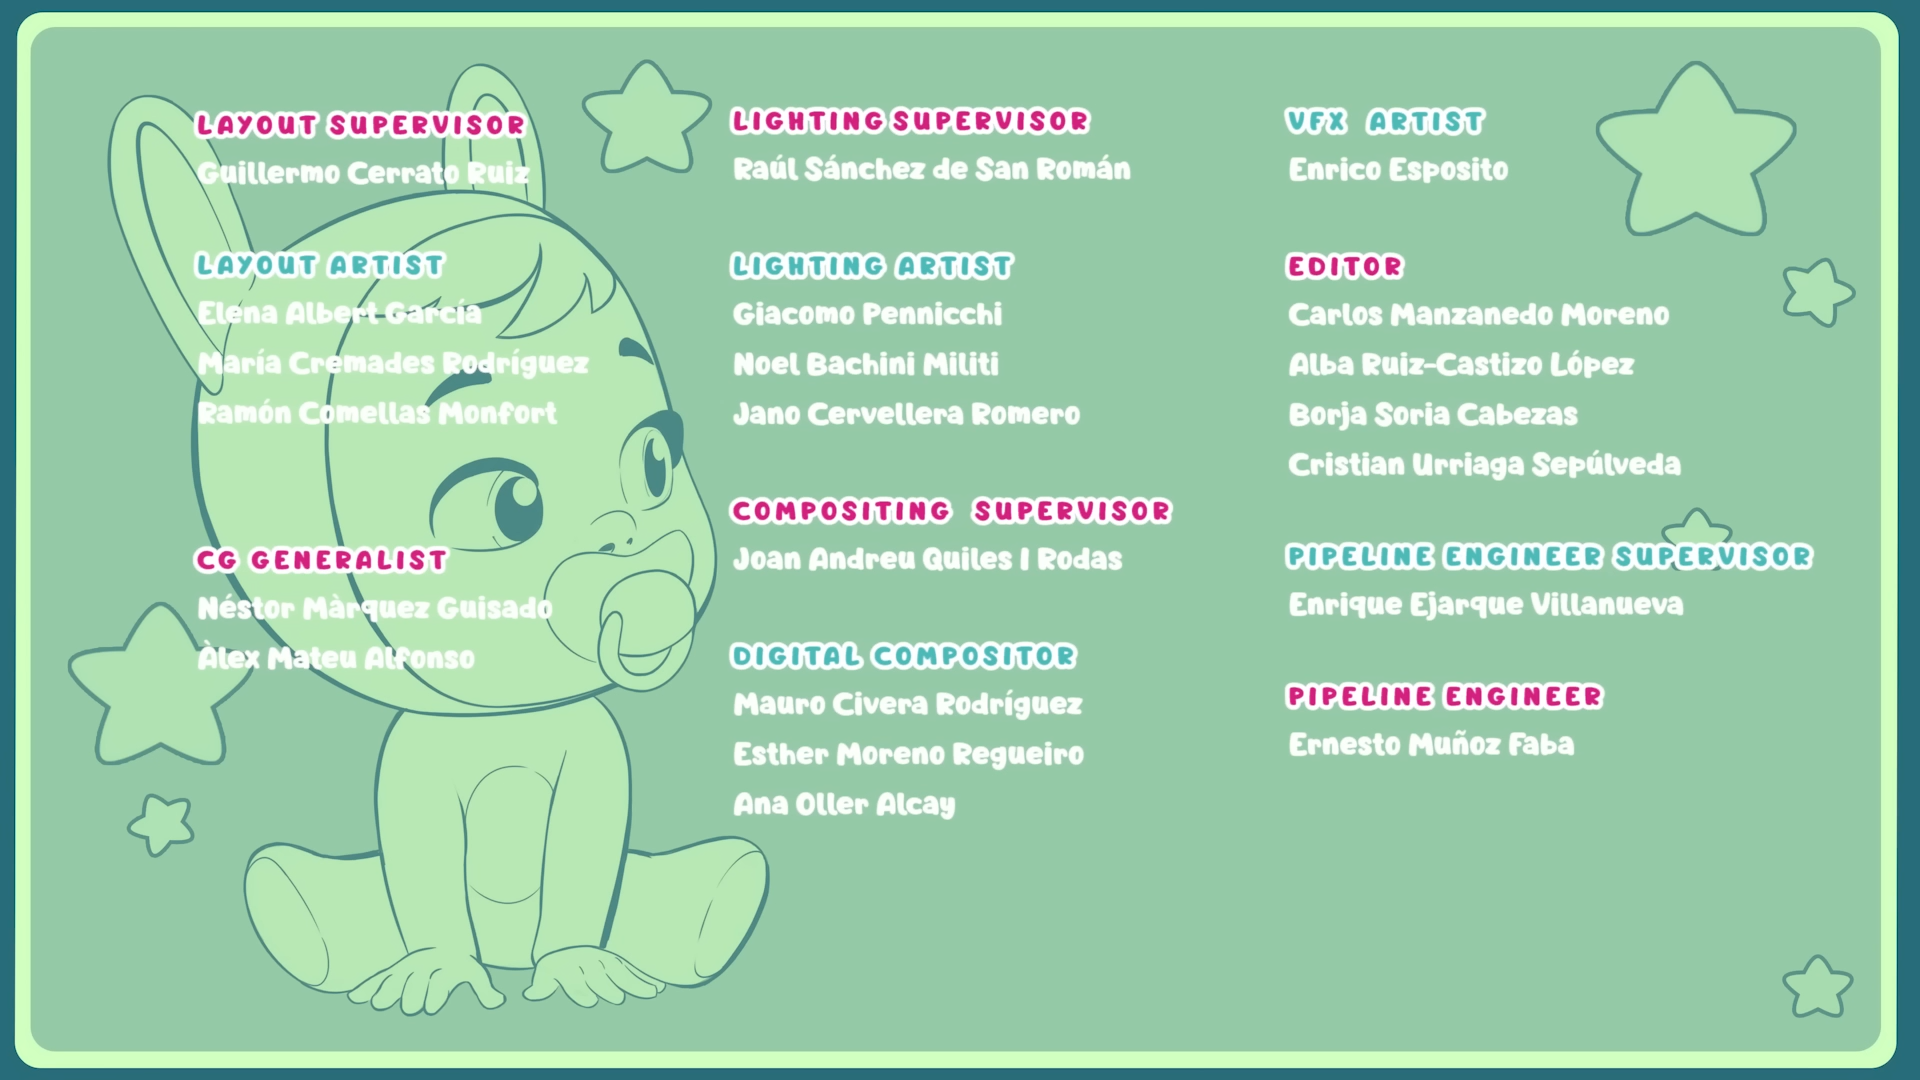 LAYOUT SUPERVISOR
Guillermo Cerrato Ruiz
LAYOUT ARTIST
Elena Albert García
María Cremades Rodríguez
Ramón Comellas Monfort
CG GENERALIST
Néstor Màrquez Guisado
Àlex Mateu Alfonso
LIGHTING SUPERVISOR
Raúl Sánchez de San Román
LIGHTING ARTIST
Giacomo Pennicchi
Noel Bachini Militi
Jano Cervellera Romero
COMPOSITING SUPERVISOR
Joan Andreu Quiles I Rodas
DIGITAL COMPOSITOR
Mauro Civera Rodríguez
Esther Moreno Regueiro
Ana Oller Alcay
VFX ARTIST
Enrico Esposito
EDITOR
Carlos Manzanedo Moreno
Alba Ruiz-Castizo López
Borja Soria Cabezas
Cristian Urriaga Sepúlveda
PIPELINE ENGINEER SUPERVISOR
Enrique Ejarque Villanueva
PIPELINE ENGINEER
Ernesto Muñoz Faba